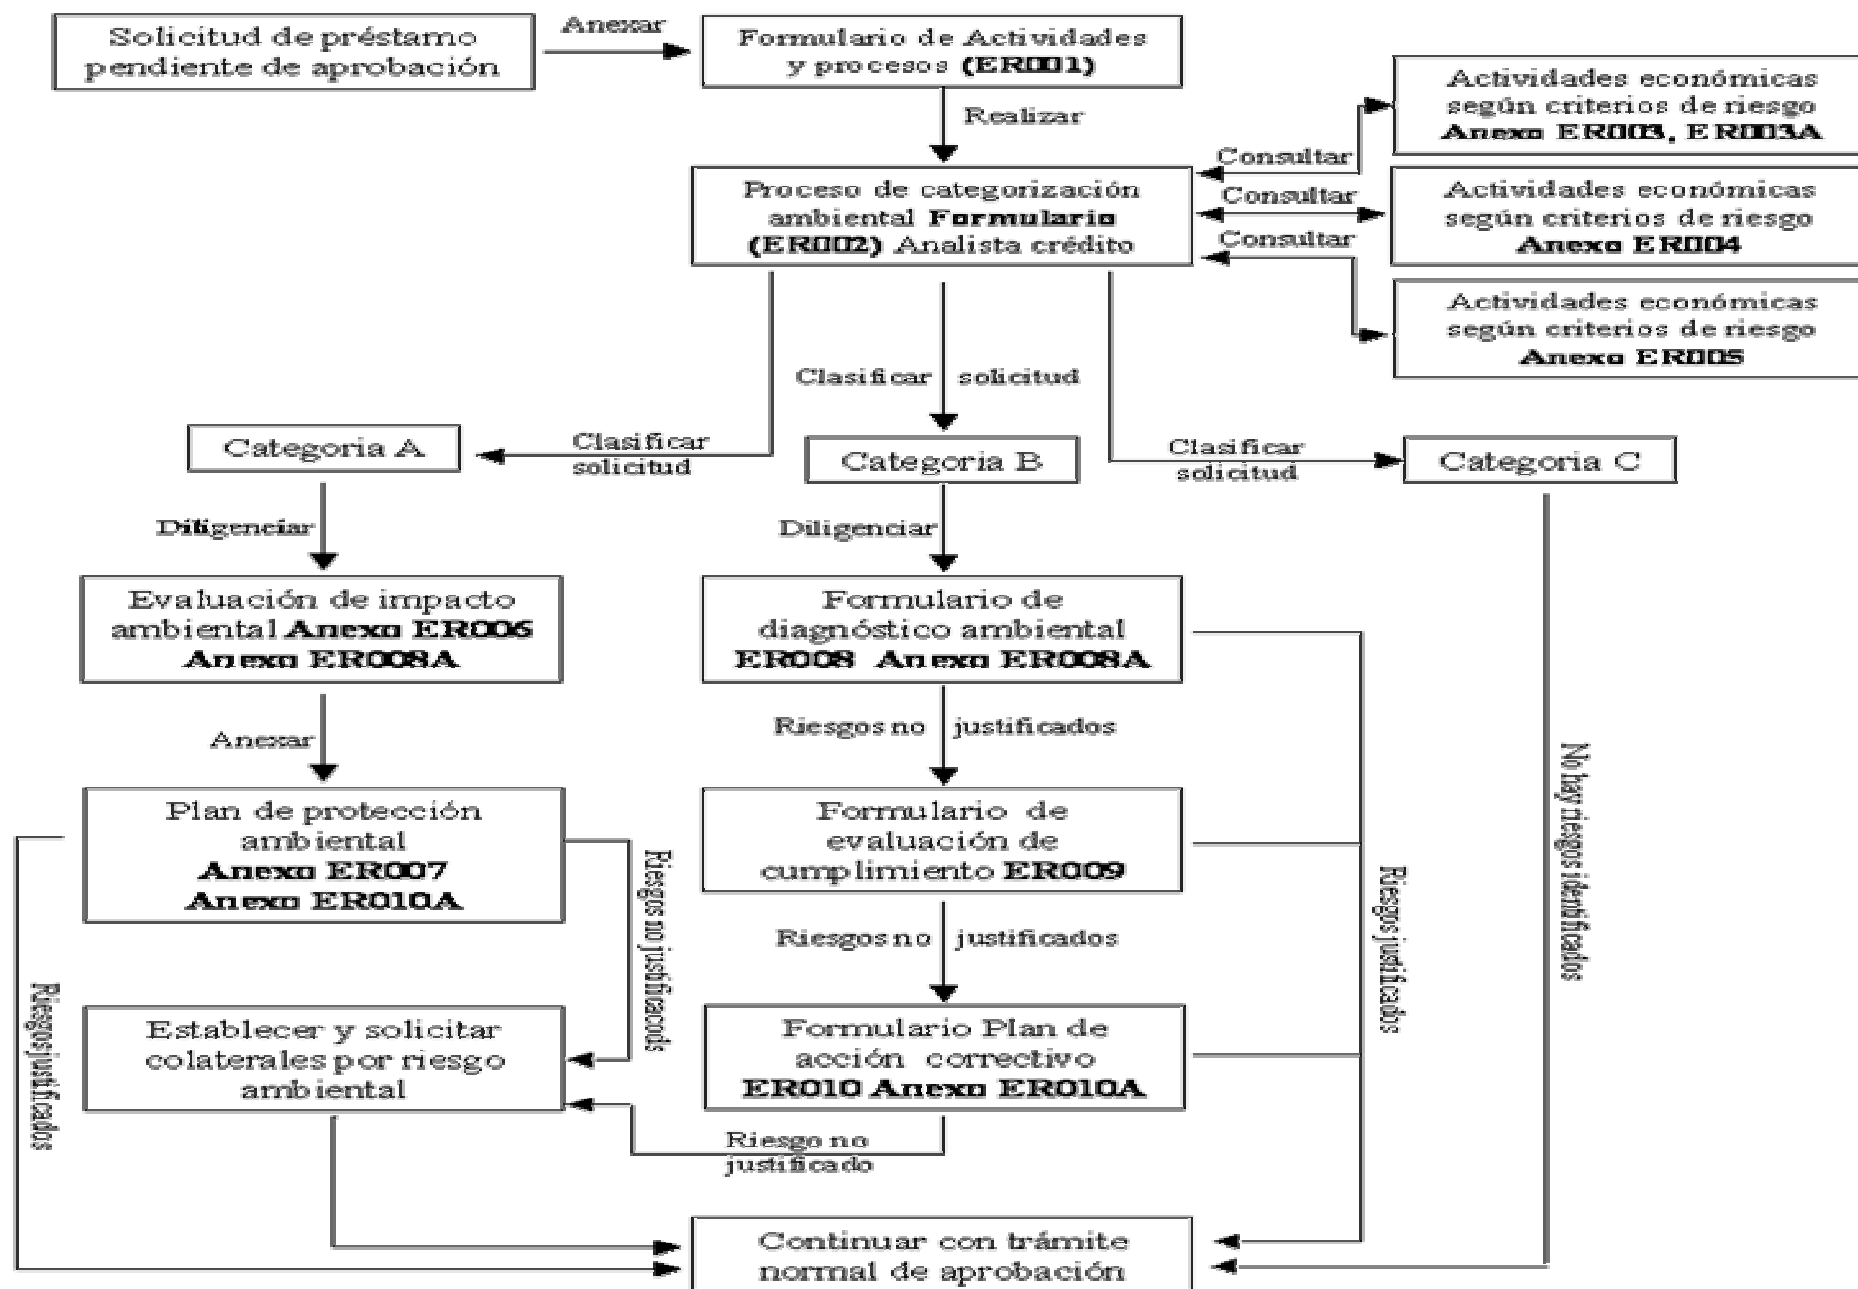 Solicitud de préstamo
pendiente de aprobación
Anexar
Formulario de Actividades
y procesos (ER001)
Realizar
Actividades económicas
según criterios de riesgo
Anexo ER003, ER003A
Consultar
Proceso de categorización
ambiental Formulario
(ER002) Analista crédito
Consultar
Actividades económicas
según criterios de riesgo
Anexo ER004
Consultar
Actividades económicas
según criterios de riesgo
Anexo ER005
Clasificar solicitud
Categoria A
Clasificar
solicitud
Categoria B
Clasificar
solicitud
Categoria C
Diligenciar
Diligenciar
Evaluación de impacto
ambiental Anexo ER006
Anexo ER008A
Formulario de
diagnóstico ambiental
ER008 Anexo ER008A
Anexar
Riesgos no justificados
No hay riesgos identificados
Plan de protección
ambiental
Anexo ER007
Anexo ER010A
Riesgos no justificacods
Formulario de
evaluación de
cumplimiento ER009
Riesgos justificados
Riesgos no justificados
Riesgos justificados
Establecer y solicitar
colaterales por riesgo
ambiental
Formulario Plan de
acción correctivo
ER010 Anexo ER010A
Riesgo no
justificado
Continuar con trámite
normal de aprobación